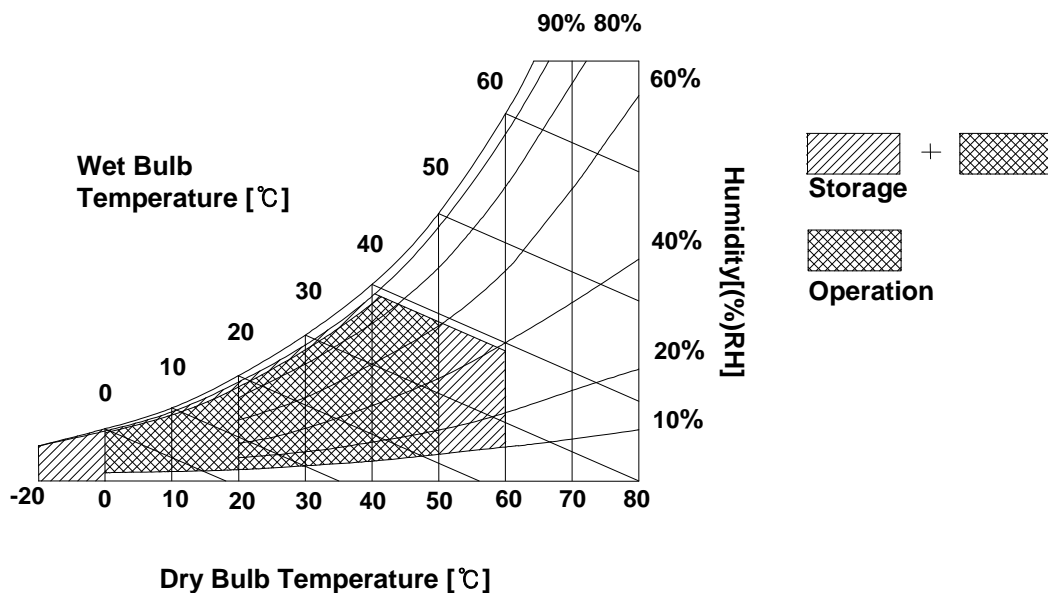 90% 80%
60
60%
50
Wet Bulb
Temperature [℃]
40
40%
30
20
20%
10
0
10%
Humidity[(%)RH]
-20 0 10 20 30 40 50 60 70 80
Dry Bulb Temperature [℃]
+
Storage
Operation